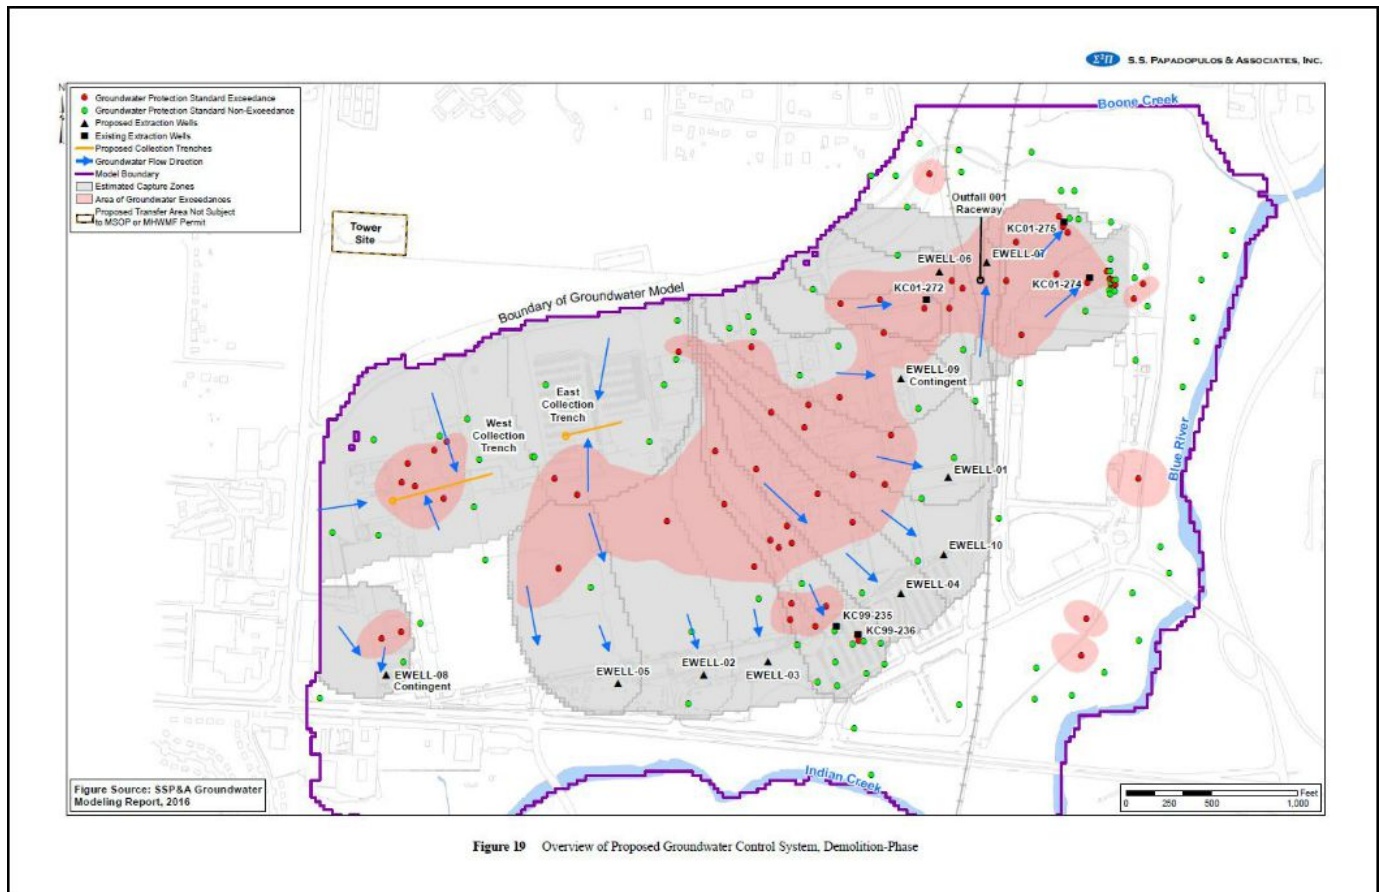 Σ²Π S.S. PAPADOPULOS & ASSOCIATES, INC.
N
Groundwater Protection Standard Exceedance
Groundwater Protection Standard Non-Exceedance
Proposed Extraction Wells
Existing Extraction Wells
Proposed Collection Trenches
Groundwater Flow Direction
Model Boundary
Estimated Capture Zones
Area of Groundwater Exceedances
Proposed Transfer Area Not Subject
to MSOP or MHWMF Permit
Boone Creek
Tower
Site
Outfall 001
Raceway
KC01-275
EWELL-07
EWELL-06
KC01-274
KC01-272
Boundary of Groundwater Model
EWELL-09
Contingent
East
Collection
Trench
West
Collection
Trench
Blue River
EWELL-01
EWELL-10
EWELL-04
KC99-235
KC99-236
EWELL-02
EWELL-05
EWELL-03
EWELL-08
Contingent
Indian Creek
Figure Source: SSP&A Groundwater
Modeling Report, 2016
Feet
0 250 500 1,000
Figure 19 Overview of Proposed Groundwater Control System, Demolition-Phase